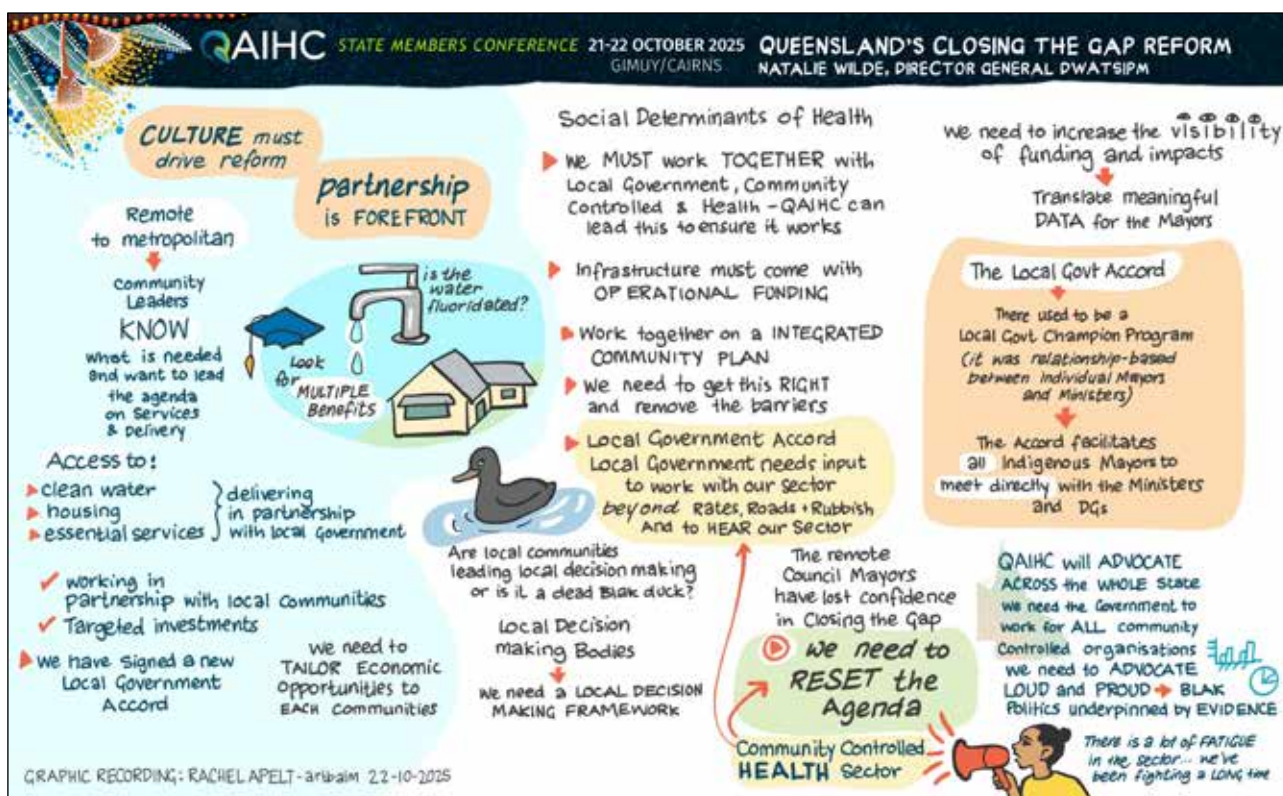 QAIHC STATE MEMBERS CONFERENCE 21-22 OCTOBER 2025
GIMUY/CAIRNS
QUEENSLAND'S CLOSING THE GAP REFORM
NATALIE WILDE, DIRECTOR GENERAL DWATSIPM
CULTURE must
drive reform
partnership
is FOREFRONT
Remote
to metropolitan
Community
Leaders
KNOW
what is needed
and want to lead
the agenda
on Services
& Delivery
is the
water
fluoridated?
Look
for
MULTIPLE
Benefits
Access to:
clean water
housing
essential services
delivering
in partnership
with local Government
working in
partnership with local Communities
Targeted investments
We have signed a new
Local Government
Accord
we need to
TAILOR Economic
Opportunities to
EACH Communities
Social Determinants of Health
We MUST work TOGETHER with
Local Government, Community
Controlled & Health - QAIHC can
lead this to ensure it works
Infrastructure must come with
OPERATIONAL FUNDING
Work together on a INTEGRATED
COMMUNITY PLAN
We need to get this RIGHT
and remove the barriers
Local Government Accord
Local Government needs input
to work with our sector
beyond Rates, Roads + Rubbish
And to HEAR our Sector
Are local communities
leading local decision making
or is it a dead Blak duck?
Local Decision
making Bodies
We need a LOCAL DECISION
MAKING FRAMEWORK
The remote
Council Mayors
have lost confidence
in Closing the Gap
We need to
RESET the
Agenda
Community Controlled
HEALTH Sector
We need to increase the visibility
of funding and impacts
Translate meaningful
DATA for the Mayors
The Local Govt Accord
There used to be a
Local Govt Champion Program
(it was relationship-based
between Individual Mayors
and Ministers)
The Accord facilitates
all Indigenous Mayors to
meet directly with the Ministers
and DGs
QAIHC will ADVOCATE
ACROSS the WHOLE State
We need the Government to
work for ALL community
Controlled organisations
We need to ADVOCATE
LOUD and PROUD BLAK
Politics underpinned by EVIDENCE
There is a lot of FATIGUE
in the sector... we've
been fighting a LONG time
GRAPHIC RECORDING: RACHEL APELT - artbalm 22-10-2025